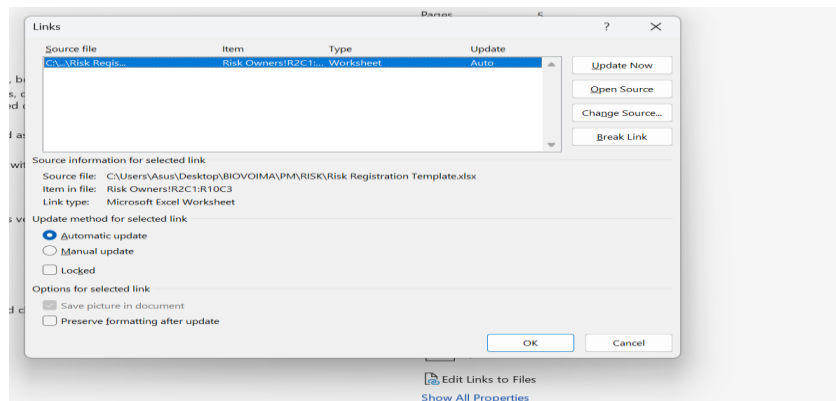 Pages 5
Links ?
Source file Item Type Update
C:\...\Risk Regis... Risk Owners!R2C1:... Worksheet Auto
Update Now
Open Source
Change Source...
Break Link
Source information for selected link
Source file: C:\Users\Asus\Desktop\BIOVOIMA\PM\RISK\Risk Registration Template.xlsx
Item in file: Risk Owners!R2C1:R10C3
Link type: Microsoft Excel Worksheet
Update method for selected link
Automatic update
Manual update
Locked
Options for selected link
Save picture in document
Preserve formatting after update
OK Cancel
Edit Links to Files
Show All Properties